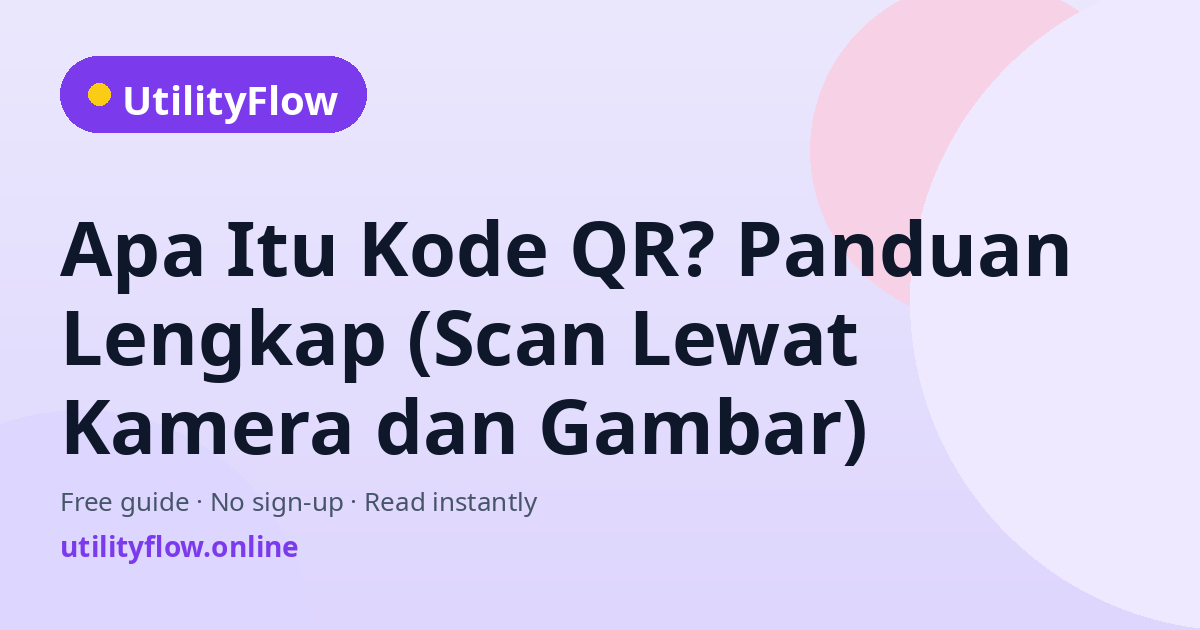 UtilityFlow
Apa Itu Kode QR? Panduan
Lengkap (Scan Lewat
Kamera dan Gambar)
Free guide · No sign-up · Read instantly
utilityflow.online